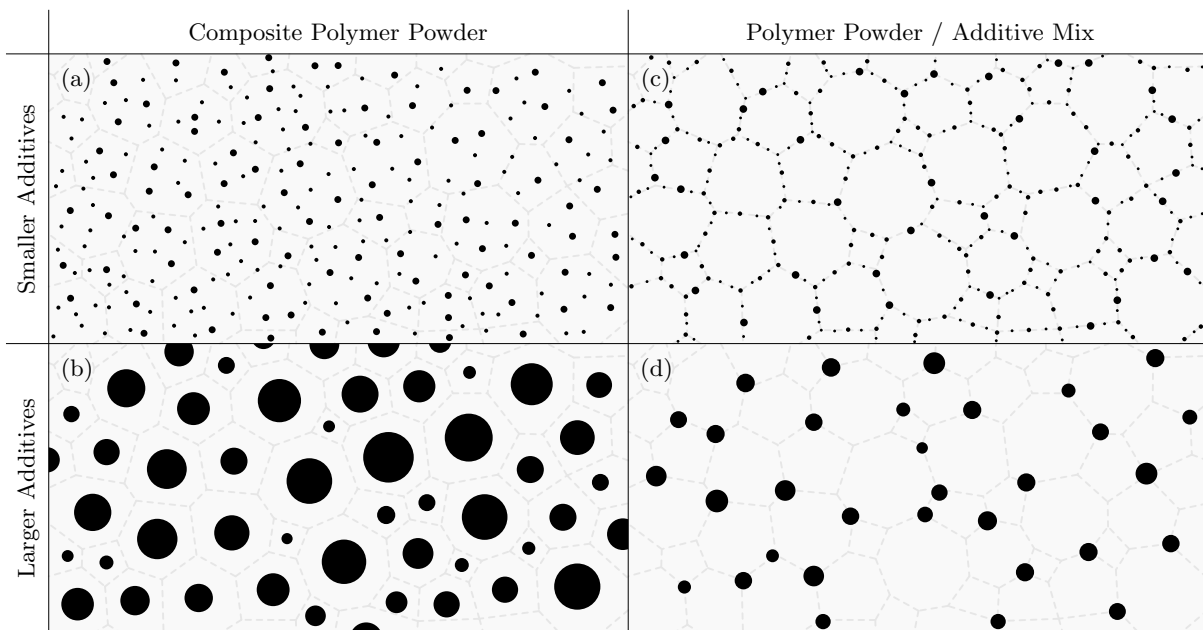 Composite Polymer Powder
Polymer Powder / Additive Mix
Smaller Additives
(a)
(c)
Larger Additives
(b)
(d)